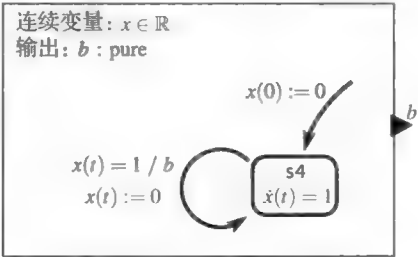 连续变量: x ∈ ℝ
输出: b : pure
x(0) := 0
b
x(t) = 1 / b
x(t) := 0
s4
ẋ(t) = 1